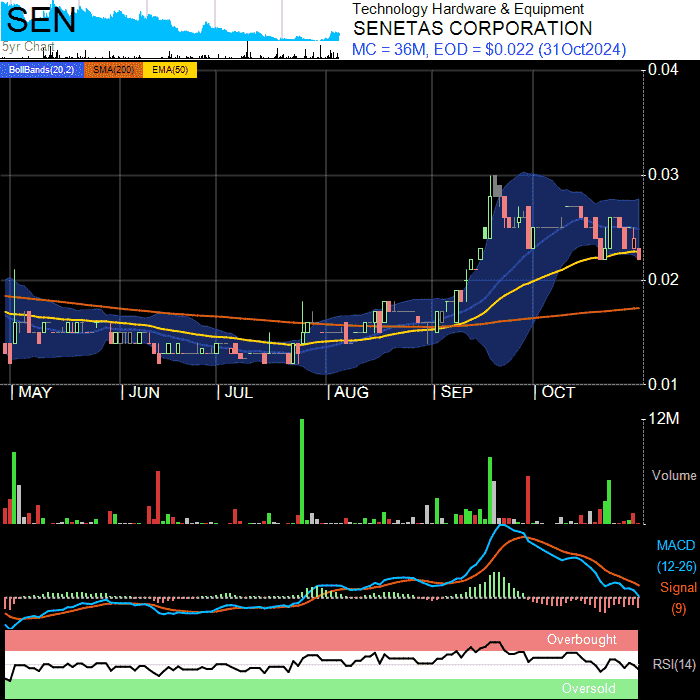 SEN
5yr Chart
Technology Hardware & Equipment
SENETAS CORPORATION
MC = 36M, EOD = $0.022 (31Oct2024)
BollBands(20,2) SMA(200) EMA(50)
0.04
0.03
0.02
0.01
MAY JUN JUL AUG SEP OCT
12M
Volume
MACD
(12-26)
Signal
(9)
Overbought
RSI(14)
Oversold